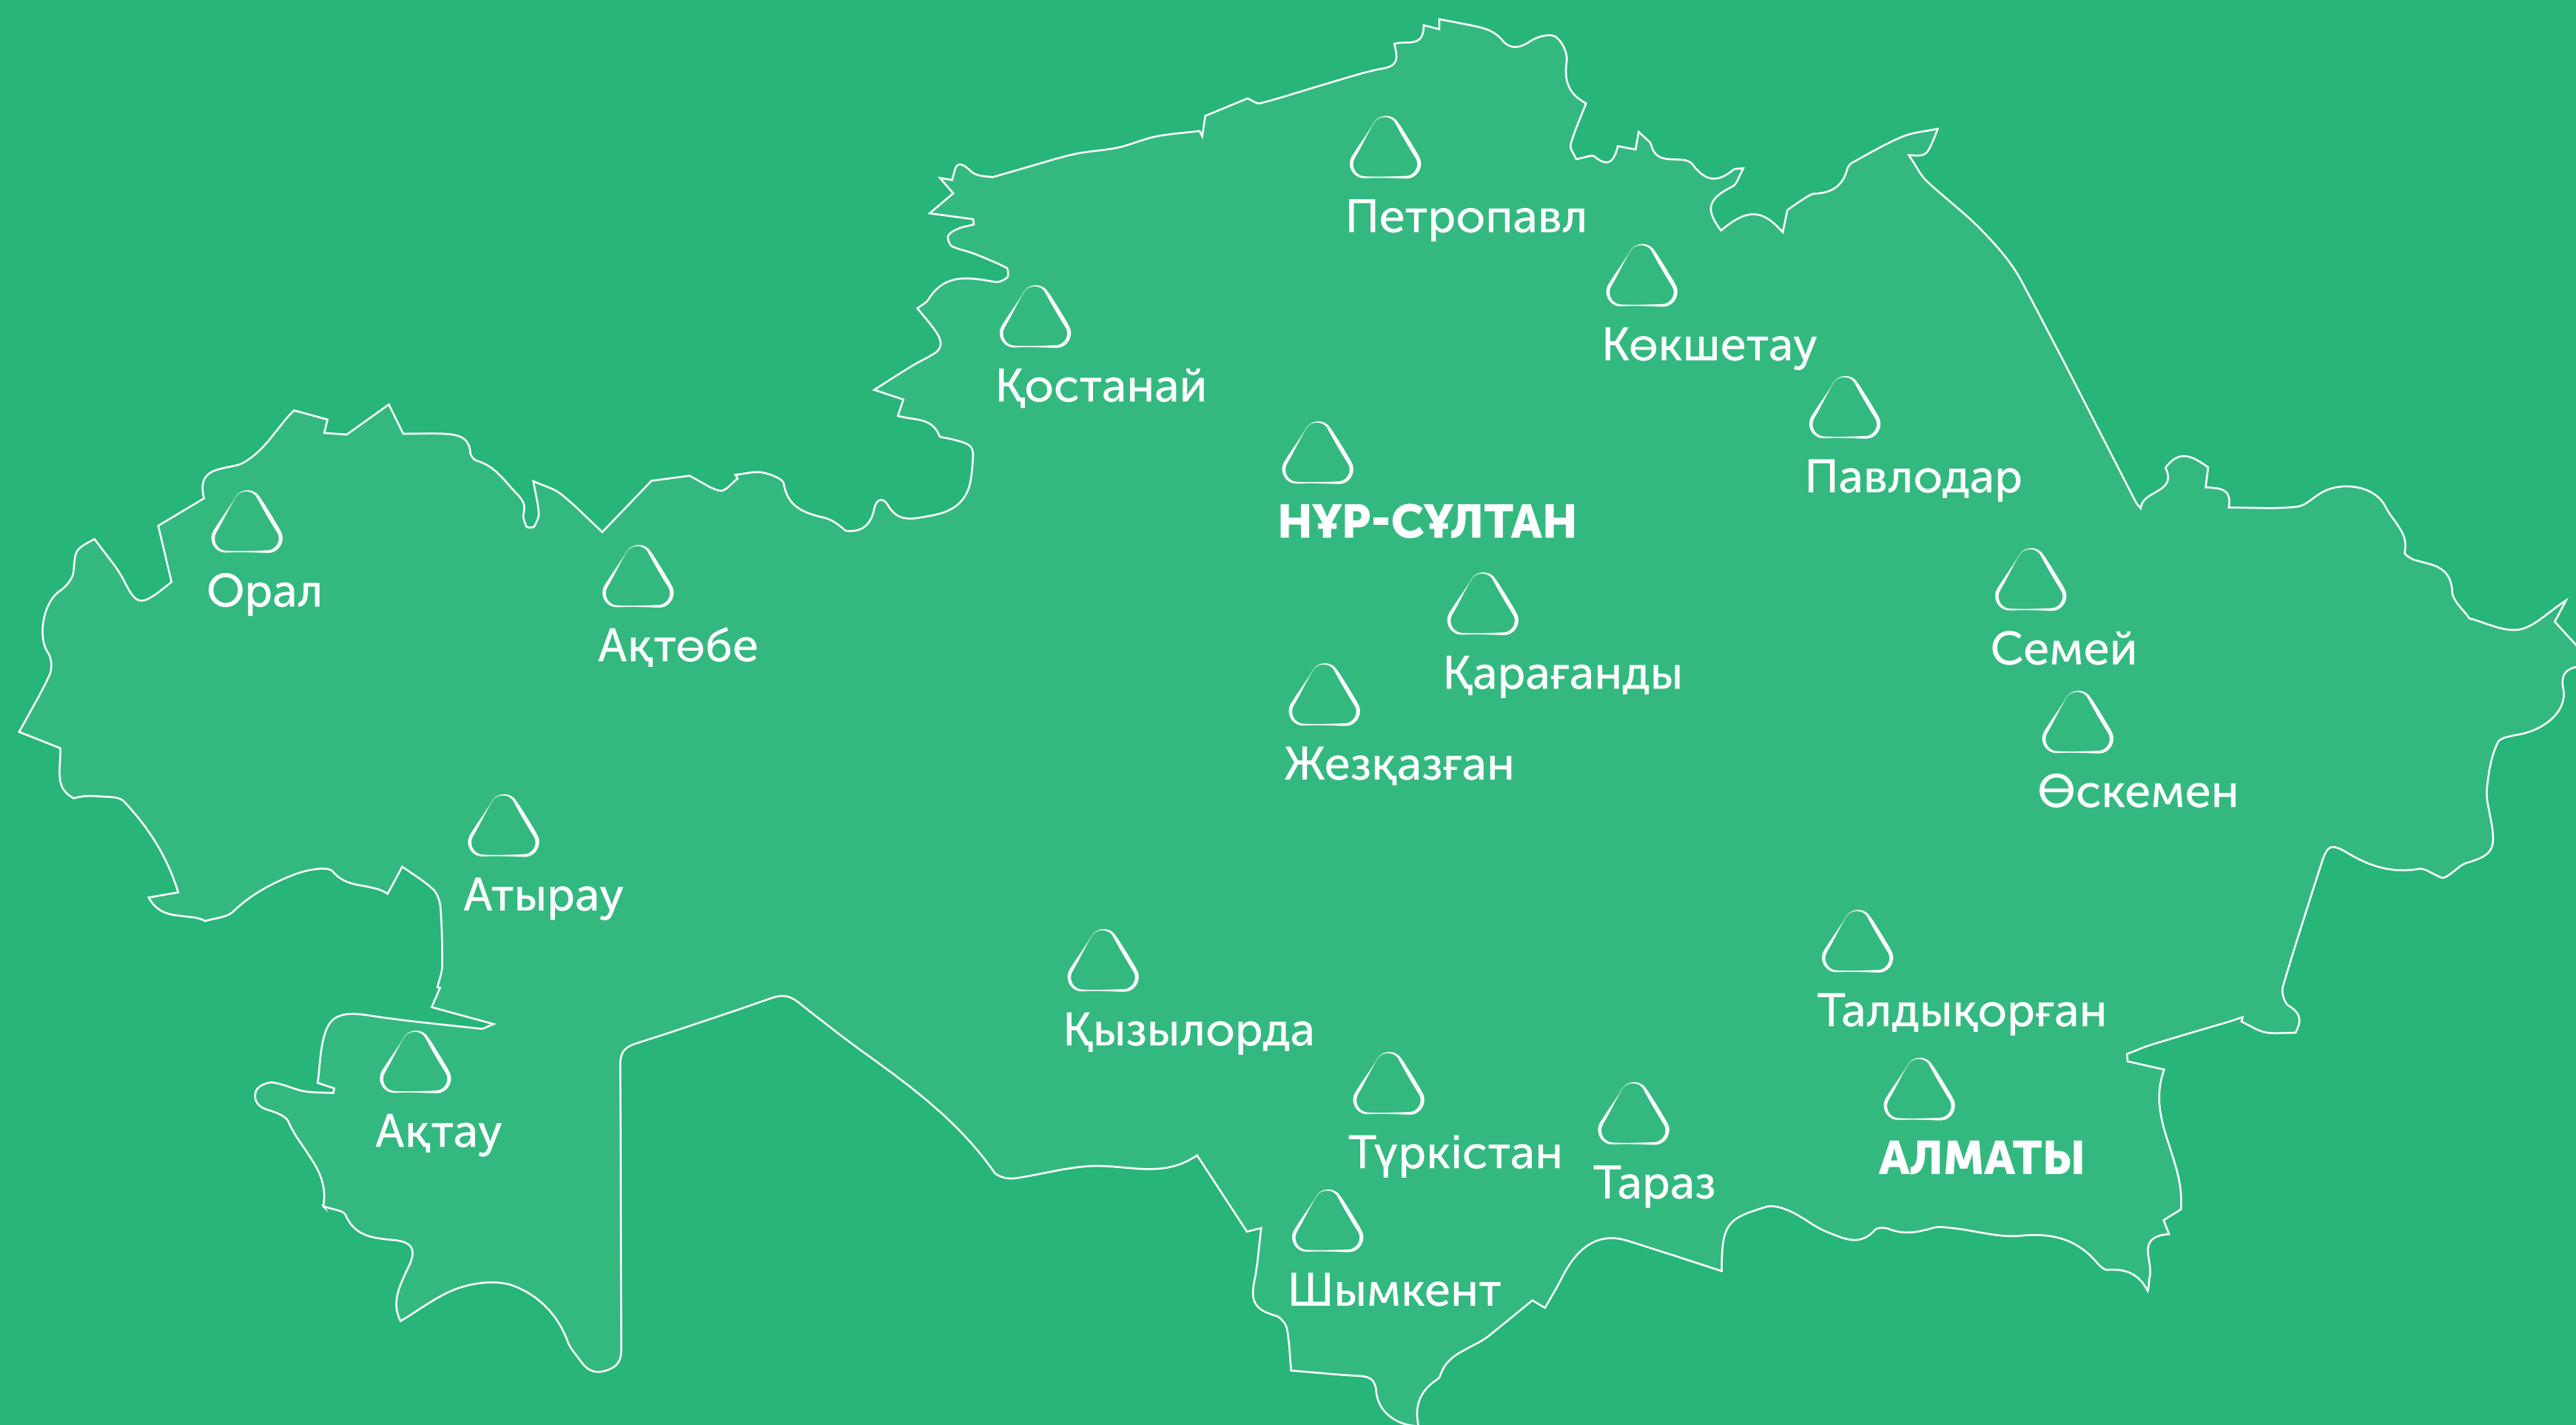 Петропавл
Көкшетау
Қостанай
Павлодар
НҰР-СҰЛТАН
Орал
Ақтөбе
Семей
Қарағанды
Жезқазған
Өскемен
Атырау
Талдықорған
Қызылорда
Ақтау
Түркістан
АЛМАТЫ
Тараз
Шымкент